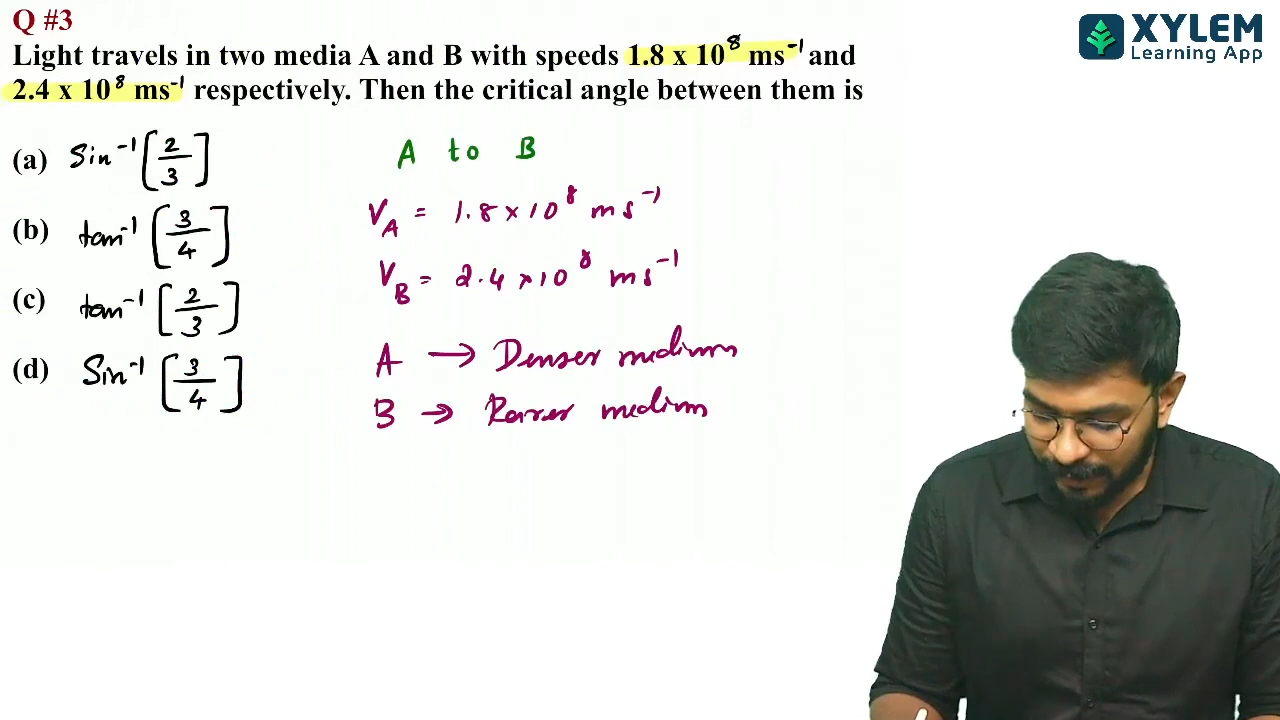 Q #3
XYLEM
Learning App
Light travels in two media A and B with speeds 1.8 x 10⁸ ms⁻¹ and
2.4 x 10⁸ ms⁻¹ respectively. Then the critical angle between them is
(a) Sin⁻¹ [2/3]
(b) tan⁻¹ [3/4]
(c) tan⁻¹ [2/3]
(d) Sin⁻¹ [3/4]
A to B
V_A = 1.8 × 10⁸ ms⁻¹
V_B = 2.4 × 10⁸ ms⁻¹
A → Denser medium
B → Rarer medium